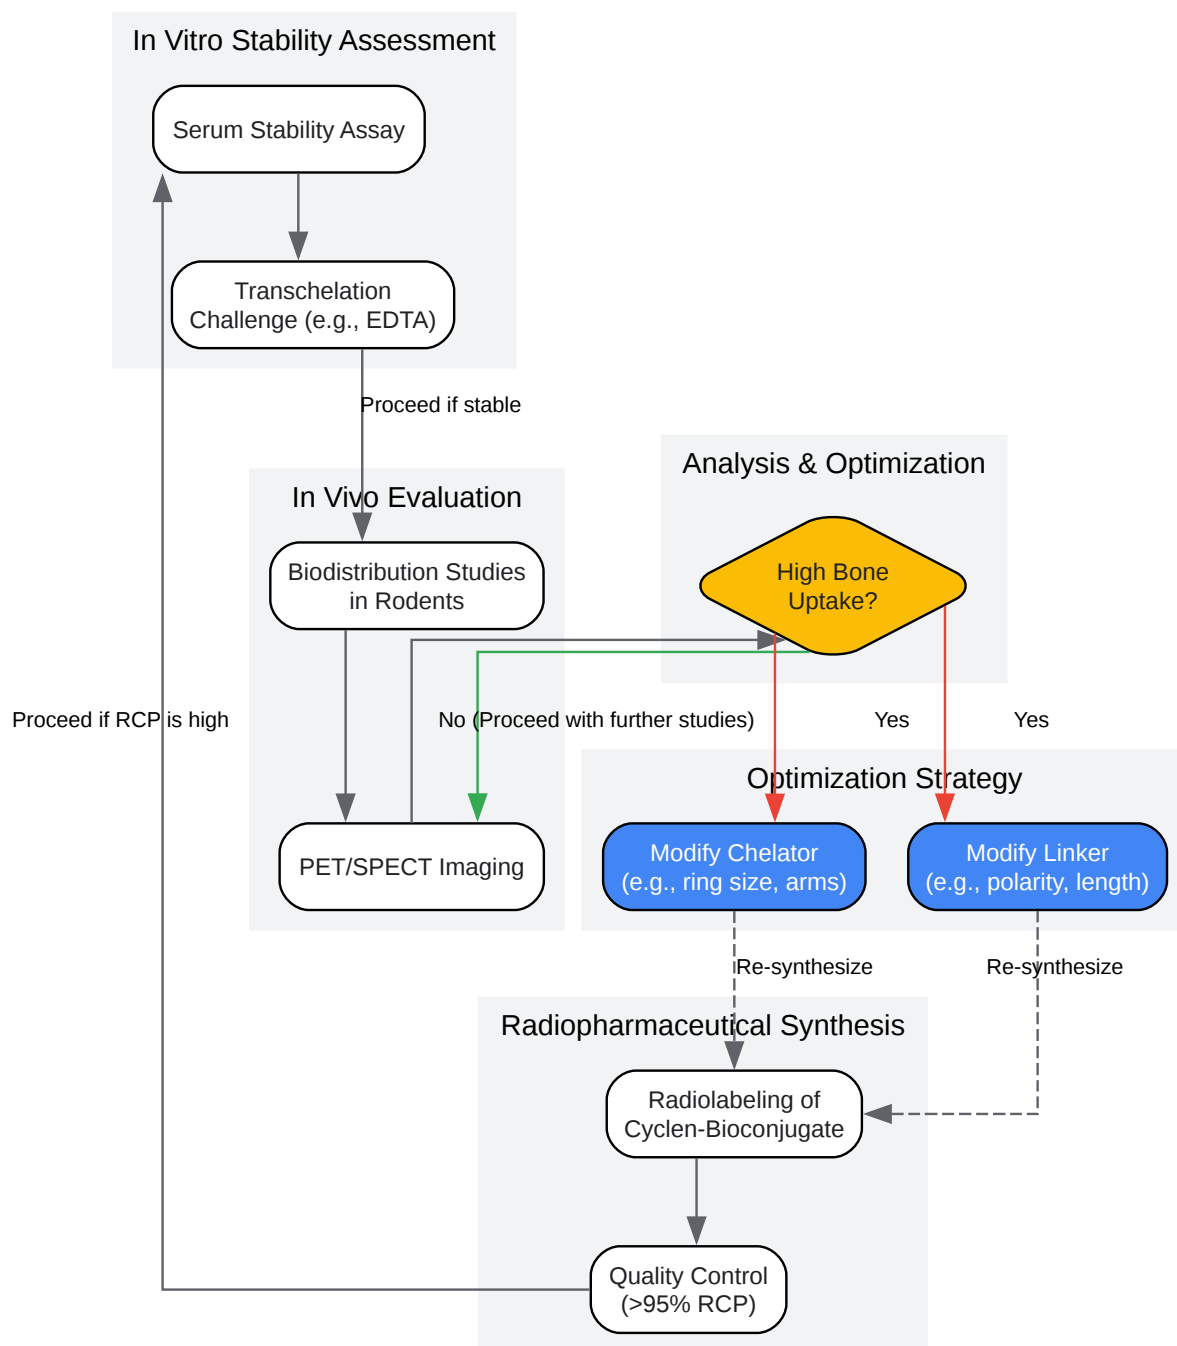 In Vitro Stability Assessment
Serum Stability Assay
Transchelation
Challenge (e.g., EDTA)
Proceed if stable
Analysis & Optimization
In Vivo Evaluation
High Bone
Uptake?
Biodistribution Studies
in Rodents
Proceed if RCP is high
No (Proceed with further studies)
Yes
Yes
Optimization Strategy
PET/SPECT Imaging
Modify Chelator
(e.g., ring size, arms)
Modify Linker
(e.g., polarity, length)
Re-synthesize
Re-synthesize
Radiopharmaceutical Synthesis
Radiolabeling of
Cyclen-Bioconjugate
Quality Control
(>95% RCP)